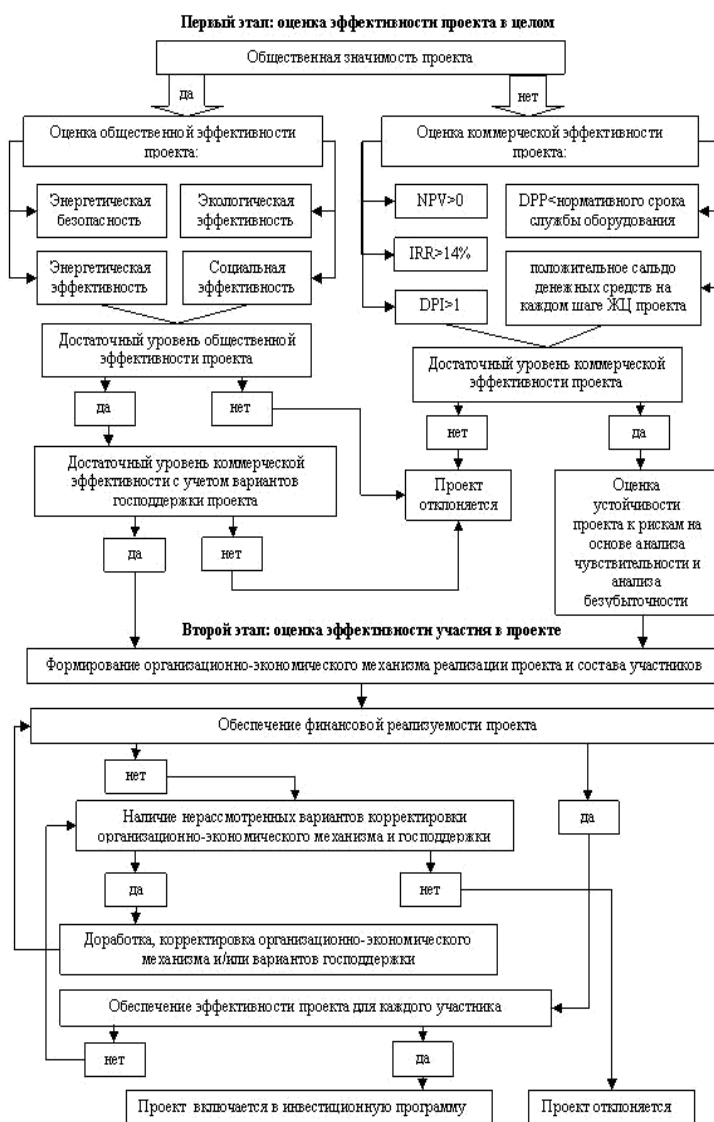 Первый этап: оценка эффективности проекта в целом
Общественная значимость проекта
да
нет
Оценка общественной эффективности
проекта:
Оценка коммерческой эффективности
проекта:
Энергетическая
безопасность
Экологическая
эффективность
NPV>0
DPP<нормативного срока
службы оборудования
Энергетическая
эффективность
Социальная
эффективность
IRR>14%
DPI>1
положительное сальдо
денежных средств на
каждом шаге ЖЦ проекта
Достаточный уровень общественной
эффективности проекта
Достаточный уровень коммерческой
эффективности проекта
да
нет
нет
да
Достаточный уровень коммерческой
эффективности с учетом вариантов
господдержки проекта
Проект
отклоняется
Оценка
устойчивости
проекта к рискам на
основе анализа
чувствительности и
анализа
безубыточности
да
нет
Второй этап: оценка эффективности участия в проекте
Формирование организационно-экономического механизма реализации проекта и состава участников
Обеспечение финансовой реализуемости проекта
нет
да
Наличие нерассмотренных вариантов корректировки
организационно-экономического механизма и господдержки
да
нет
Доработка, корректировка организационно-экономического
механизма и/или вариантов господдержки
Обеспечение эффективности проекта для каждого участника
нет
да
Проект включается в инвестиционную программу
Проект отклоняется